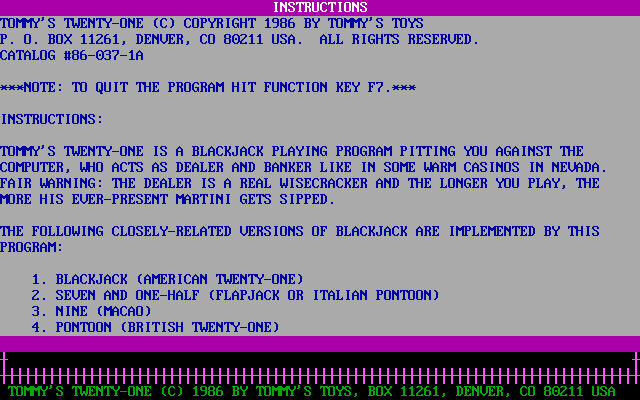 INSTRUCTIONS
TOMMY'S TWENTY-ONE (C) COPYRIGHT 1986 BY TOMMY'S TOYS
P. O. BOX 11261, DENVER, CO 80211 USA.  ALL RIGHTS RESERVED.
CATALOG #86-037-1A
***NOTE: TO QUIT THE PROGRAM HIT FUNCTION KEY F7.***
INSTRUCTIONS:
TOMMY'S TWENTY-ONE IS A BLACKJACK PLAYING PROGRAM PITTING YOU AGAINST THE
COMPUTER, WHO ACTS AS DEALER AND BANKER LIKE IN SOME WARM CASINOS IN NEVADA.
FAIR WARNING: THE DEALER IS A REAL WISECRACKER AND THE LONGER YOU PLAY, THE
MORE HIS EVER-PRESENT MARTINI GETS SIPPED.
THE FOLLOWING CLOSELY-RELATED VERSIONS OF BLACKJACK ARE IMPLEMENTED BY THIS
PROGRAM:
1. BLACKJACK (AMERICAN TWENTY-ONE)
2. SEVEN AND ONE-HALF (FLAPJACK OR ITALIAN PONTOON)
3. NINE (MACAO)
4. PONTOON (BRITISH TWENTY-ONE)
TOMMY'S TWENTY-ONE (C) 1986 BY TOMMY'S TOYS, BOX 11261, DENVER, CO 80211 USA